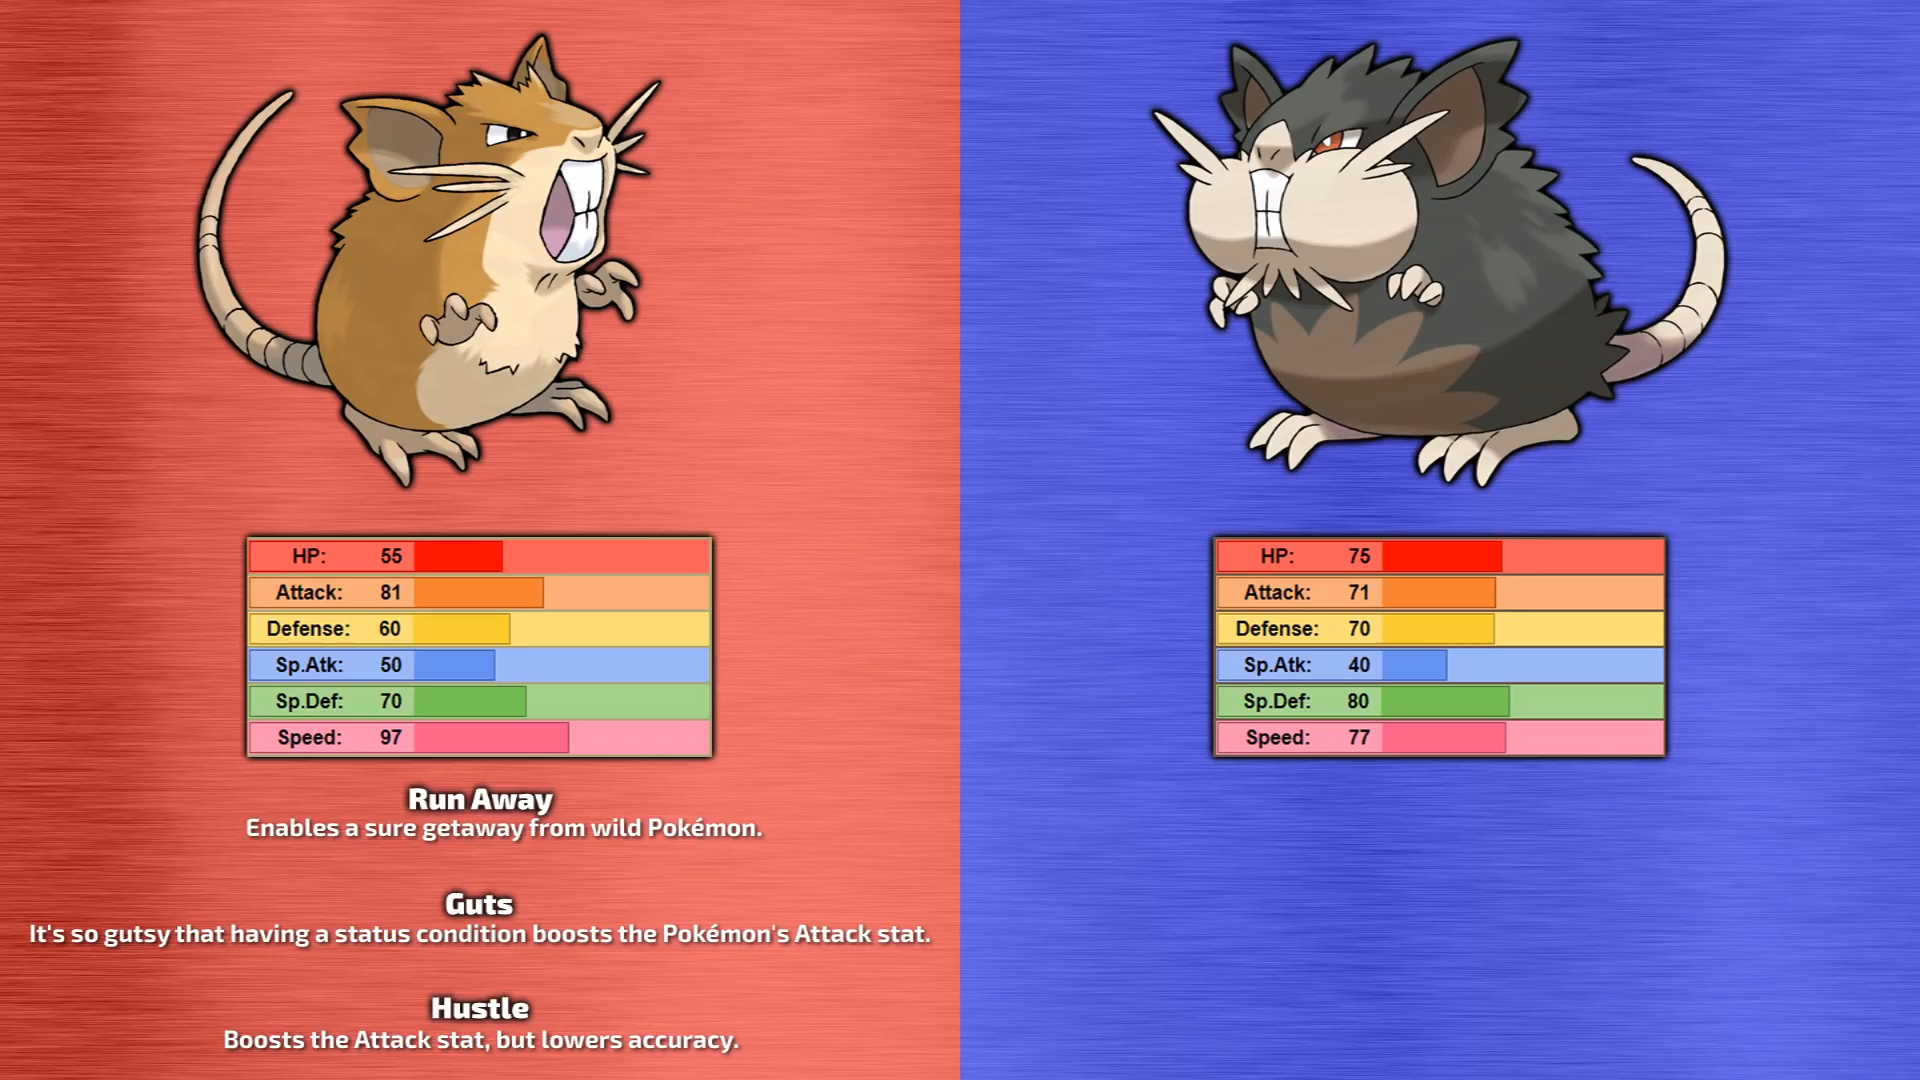 HP: 55
Attack: 81
Defense: 60
Sp.Atk: 50
Sp.Def: 70
Speed: 97
Run Away
Enables a sure getaway from wild Pokémon.
Guts
It's so gutsy that having a status condition boosts the Pokémon's Attack stat.
Hustle
Boosts the Attack stat, but lowers accuracy.
HP: 75
Attack: 71
Defense: 70
Sp.Atk: 40
Sp.Def: 80
Speed: 77